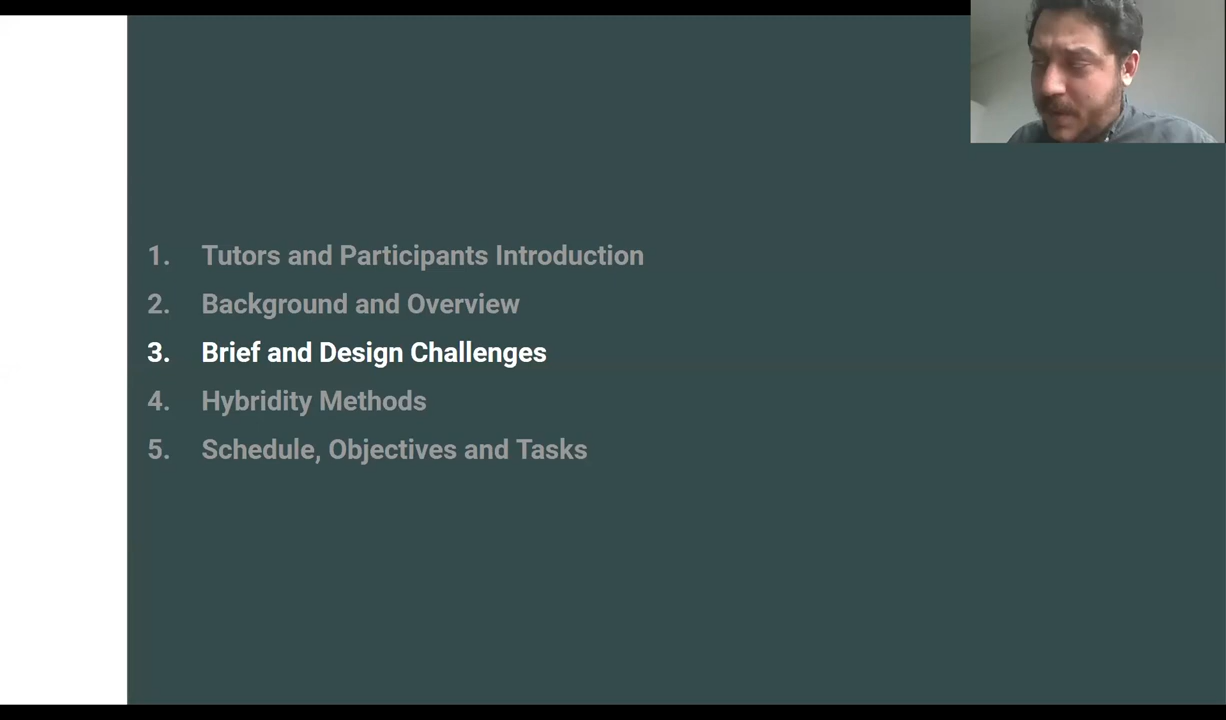 1. Tutors and Participants Introduction
2. Background and Overview
3. Brief and Design Challenges
4. Hybridity Methods
5. Schedule, Objectives and Tasks